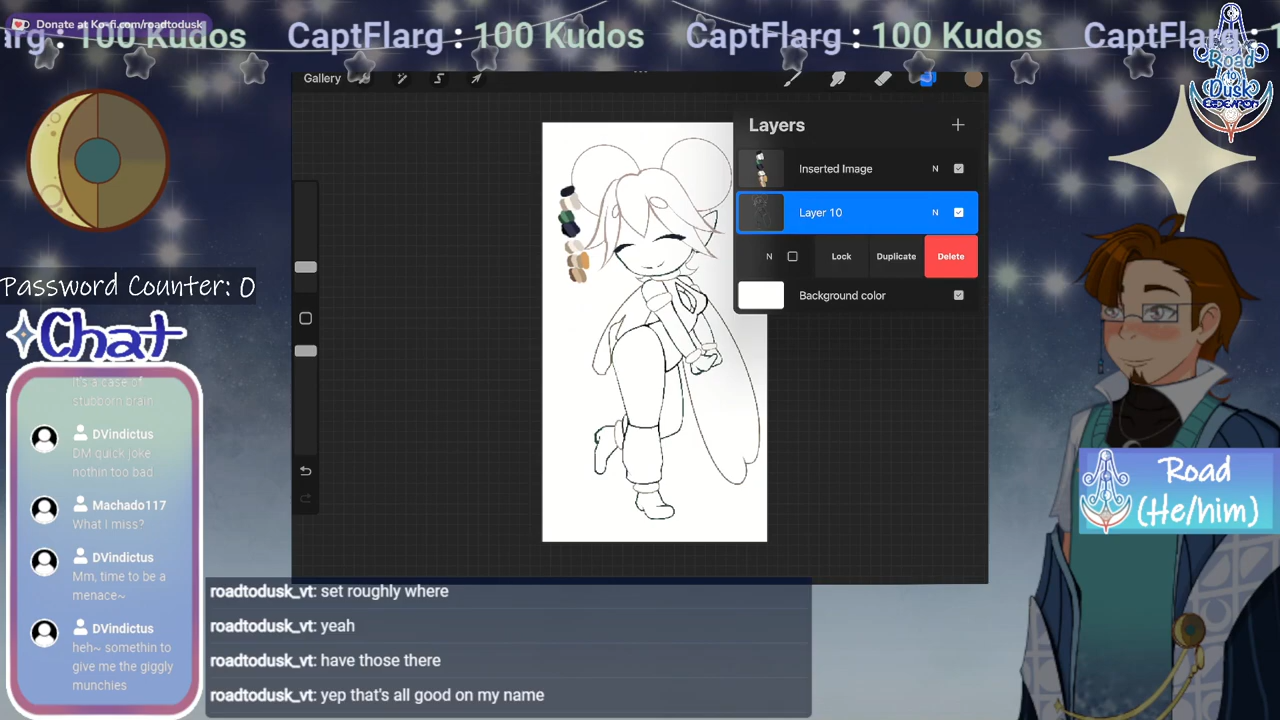 Donate at Ko-fi.com/roadtodusk
arg : 100 Kudos CaptFlarg : 100 Kudos CaptFlarg : 100 Kudos CaptFlarg : 1
Road
to
Dusk
Gallery
Layers
Inserted Image N
Layer 10 N
N Lock Duplicate Delete
Background color
Password Counter: 0
Chat
It's a case of
stubborn brain
DVindictus
DM quick joke
nothin too bad
Machado117
What I miss?
DVindictus
Mm, time to be a
menace~
DVindictus
heh~ somethin to
give me the giggly
munchies
roadtodusk_vt: set roughly where
roadtodusk_vt: yeah
roadtodusk_vt: have those there
roadtodusk_vt: yep that's all good on my name
Road
(He/him)